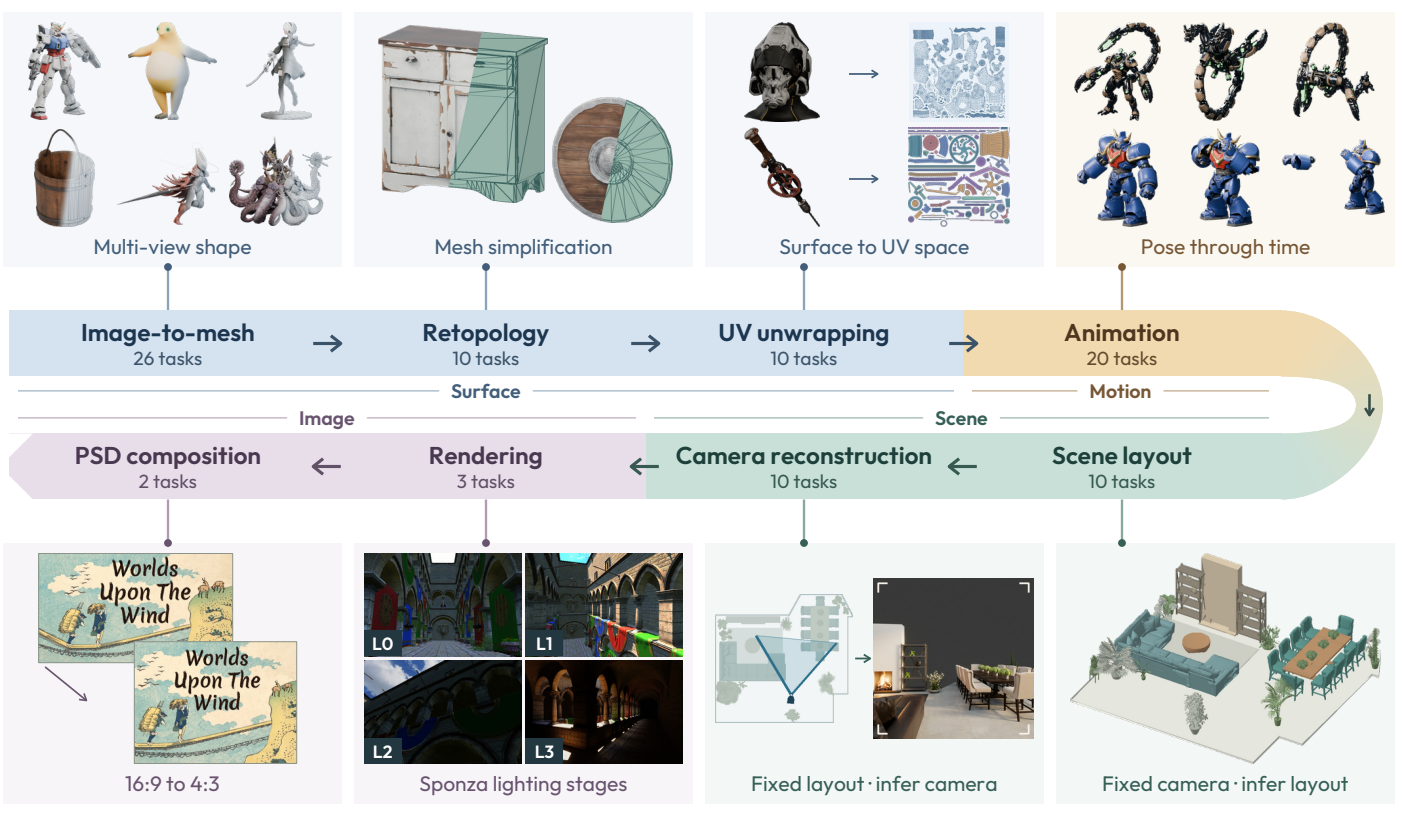 Multi-view shape
Mesh simplification
Surface to UV space
Pose through time
Image-to-mesh
26 tasks
Retopology
10 tasks
UV unwrapping
10 tasks
Animation
20 tasks
Surface
Motion
Image
Scene
PSD composition
2 tasks
Rendering
3 tasks
Camera reconstruction
10 tasks
Scene layout
10 tasks
Worlds
Upon The
Wind
Worlds
Upon The
Wind
16:9 to 4:3
L0
L1
L2
L3
Sponza lighting stages
Fixed layout · infer camera
Fixed camera · infer layout